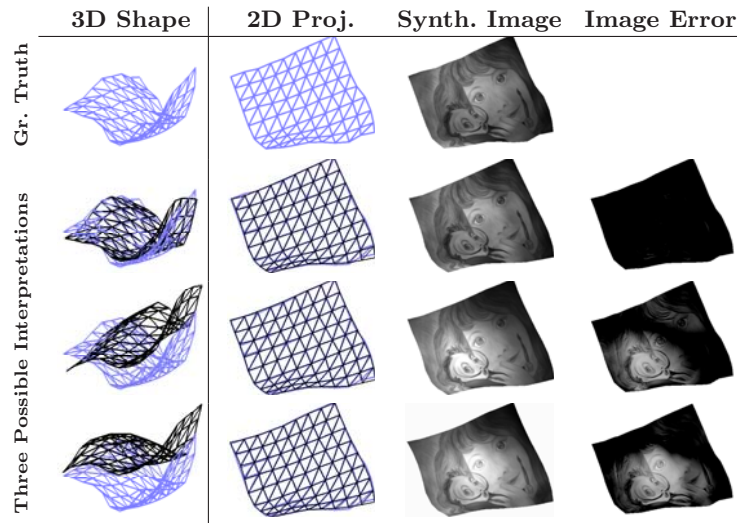 3D Shape 2D Proj. Synth. Image Image Error
Gr. Truth
Three Possible Interpretations